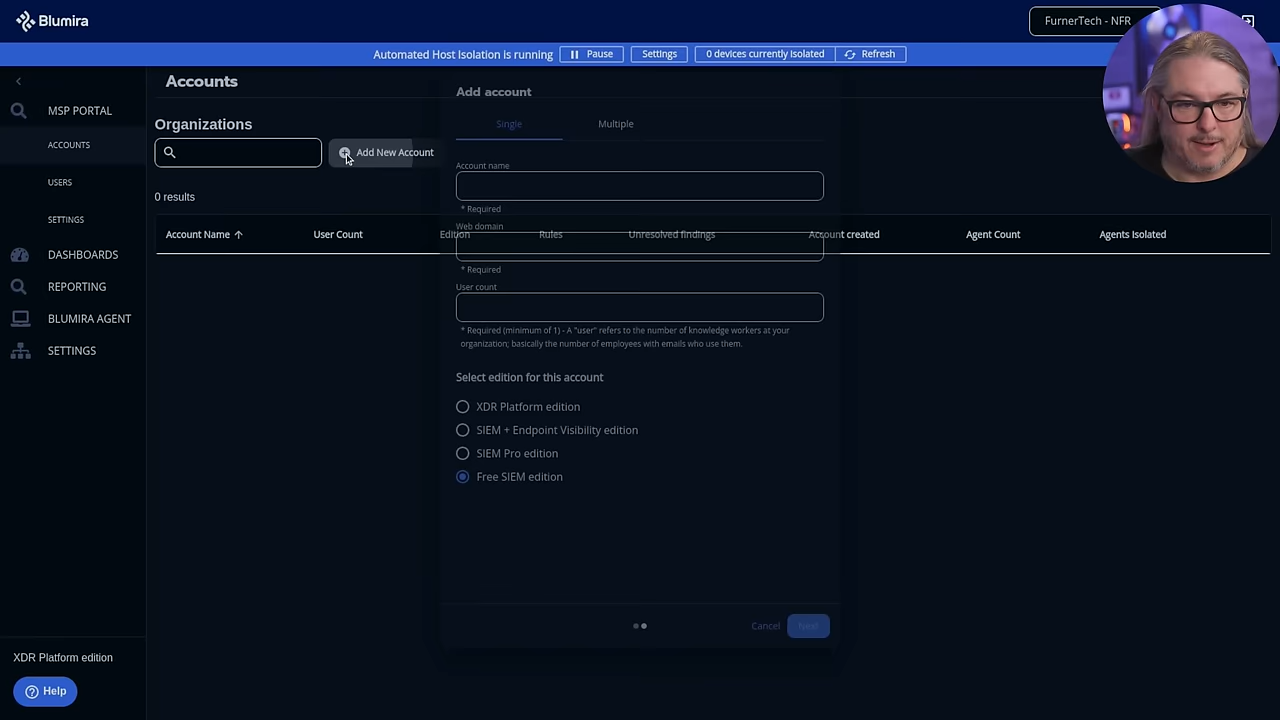 Blumira
FurnerTech - NFR
Automated Host Isolation is running
Pause
Settings
0 devices currently isolated
Refresh
Accounts
MSP PORTAL
ACCOUNTS
USERS
SETTINGS
DASHBOARDS
REPORTING
BLUMIRA AGENT
SETTINGS
Organizations
Add New Account
0 results
Account Name
User Count
Edition
Rules
Unresolved findings
Account created
Agent Count
Agents Isolated
Add account
Single
Multiple
Account name
* Required
Web domain
* Required
User count
* Required (minimum of 1) - A "user" refers to the number of knowledge workers at your
organization; basically the number of employees with emails who use them.
Select edition for this account
XDR Platform edition
SIEM + Endpoint Visibility edition
SIEM Pro edition
Free SIEM edition
Cancel
Next
XDR Platform edition
Help